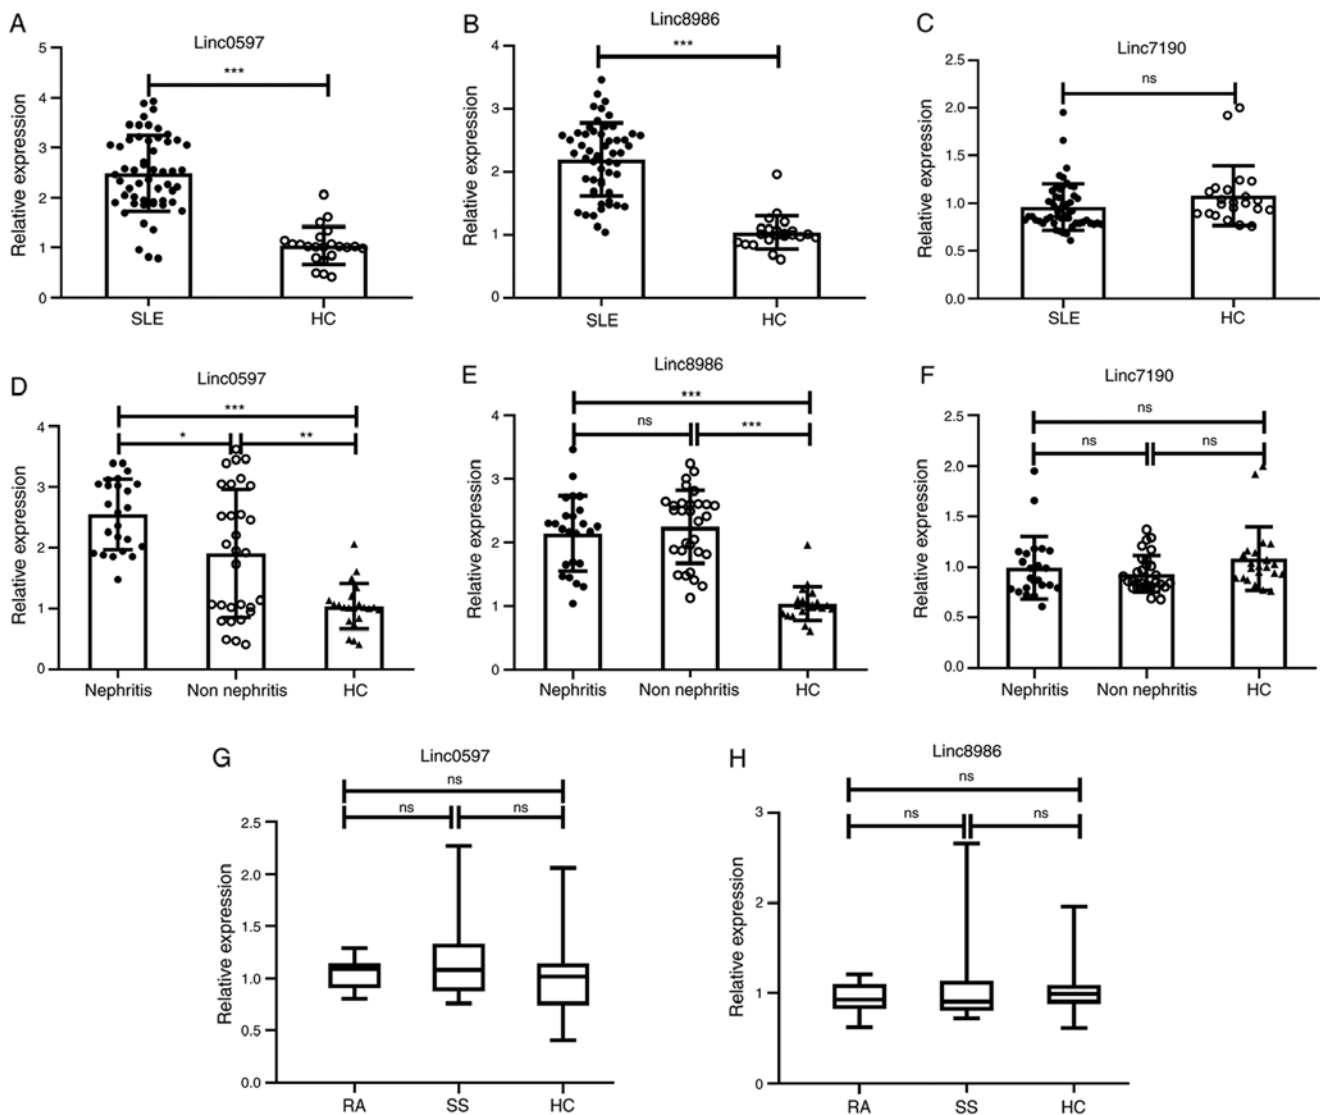 A
Linc0597
Relative expression
5
4
3
2
1
0
***
SLE
HC
B
Linc8986
Relative expression
4
3
2
1
0
***
SLE
HC
C
Linc7190
Relative expression
2.5
2.0
1.5
1.0
0.5
0.0
ns
SLE
HC
D
Linc0597
Relative expression
4
3
2
1
0
***
*
**
Nephritis
Non nephritis
HC
E
Linc8986
Relative expression
4
3
2
1
0
***
ns
***
Nephritis
Non nephritis
HC
F
Linc7190
Relative expression
2.5
2.0
1.5
1.0
0.5
0.0
ns
ns
ns
Nephritis
Non nephritis
HC
G
Linc0597
Relative expression
2.5
2.0
1.5
1.0
0.5
0.0
ns
ns
ns
RA
SS
HC
H
Linc8986
Relative expression
3
2
1
0
ns
ns
ns
RA
SS
HC